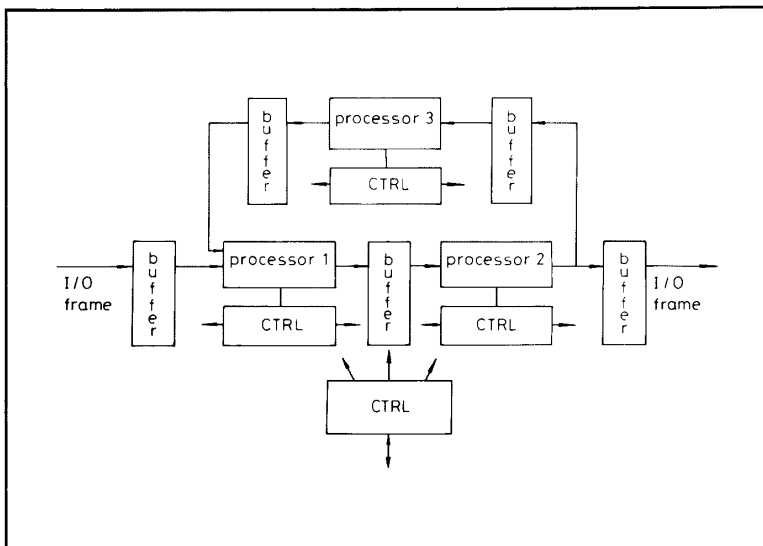 buffer
processor 3
buffer
CTRL
I/O
frame
buffer
processor 1
CTRL
buffer
processor 2
CTRL
buffer
I/O
frame
CTRL